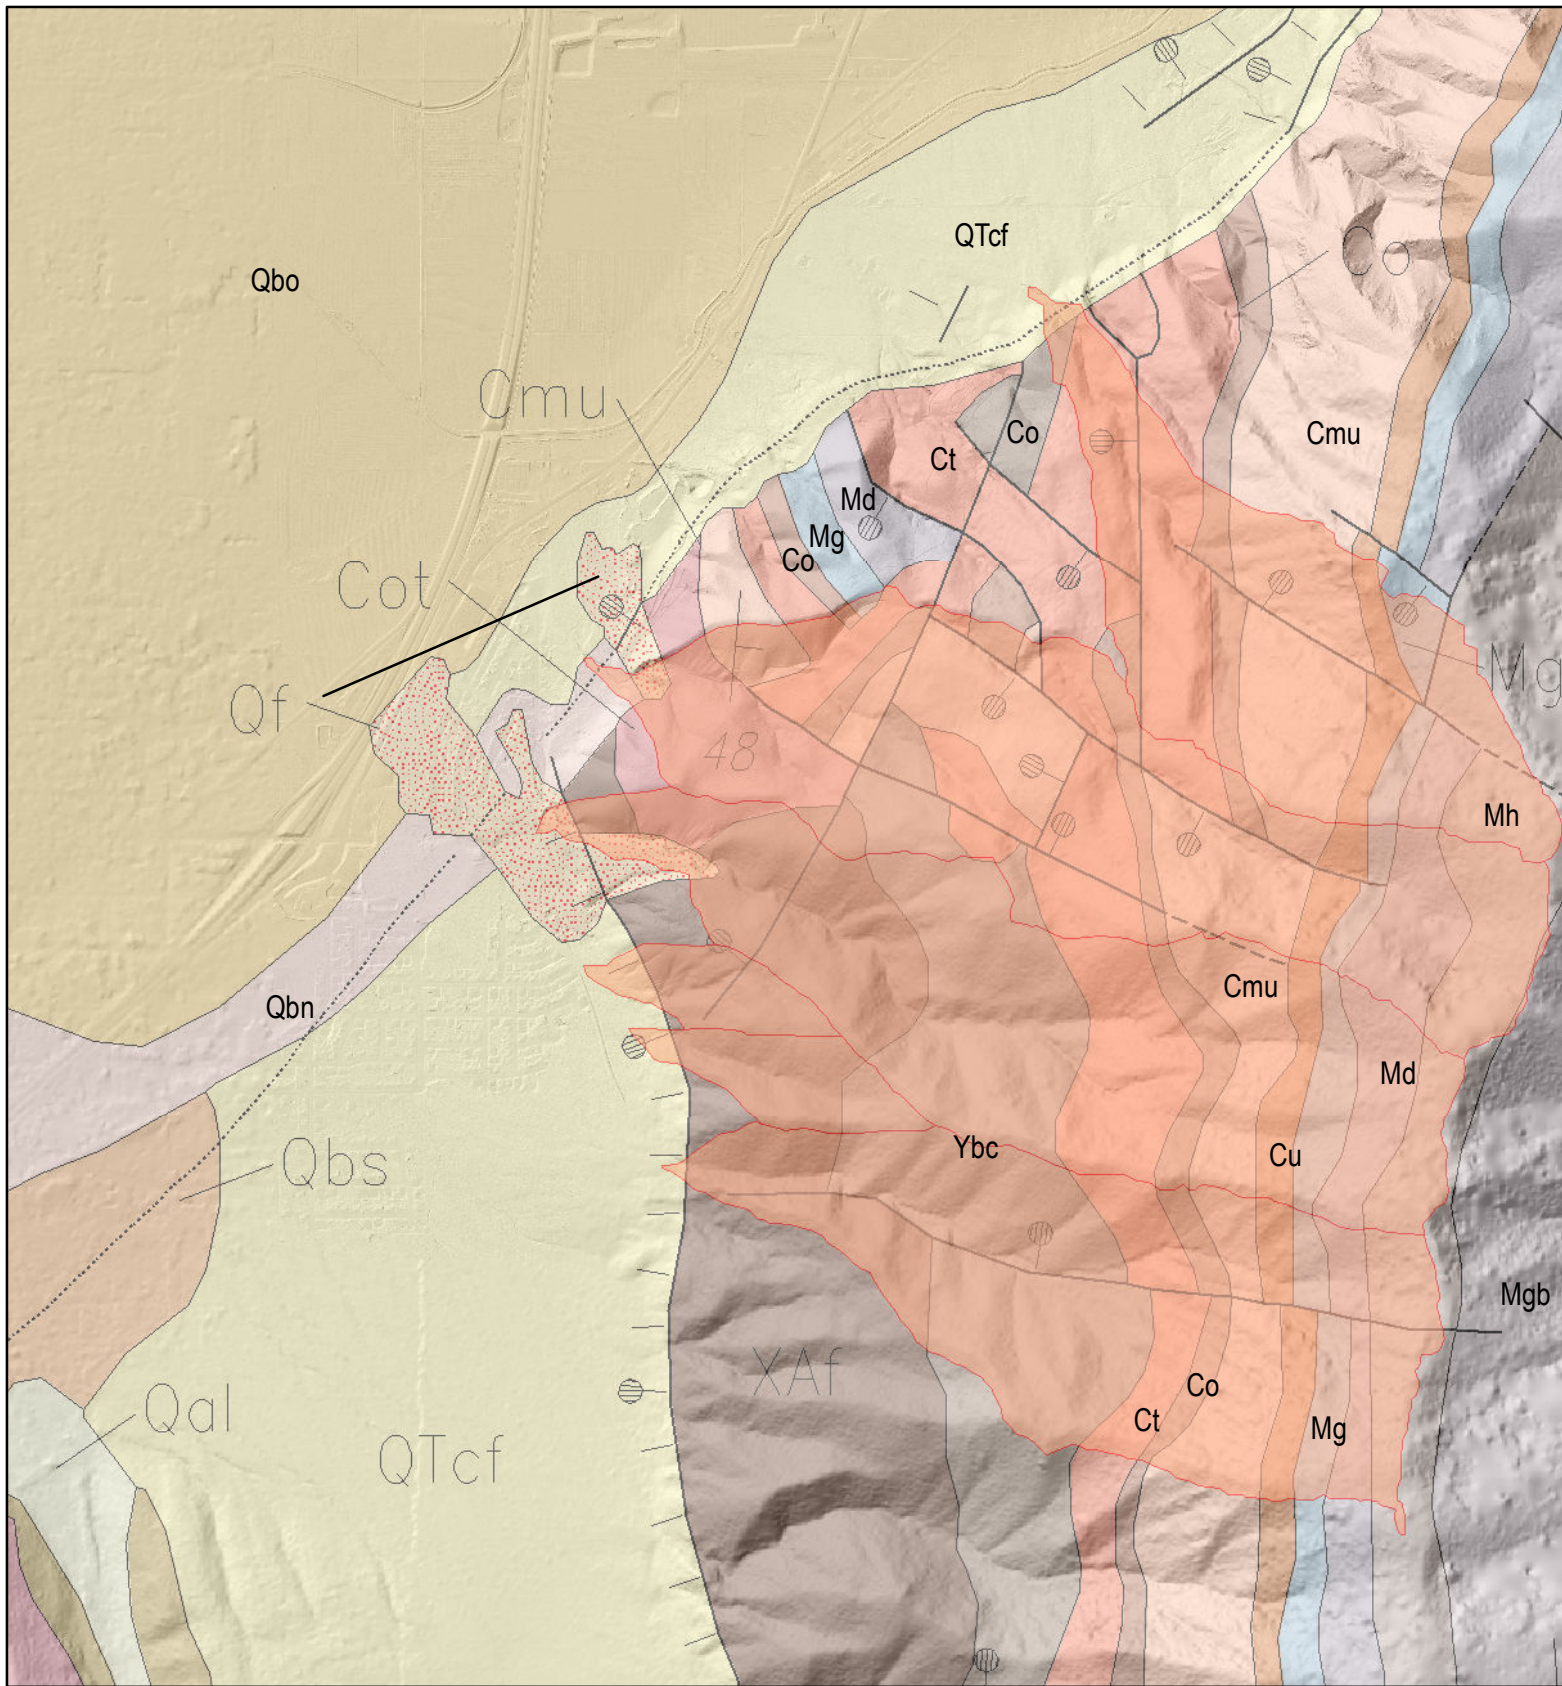 QTcf
Qbo
Co
Cmu
Cmu
Co
Ct
Md
Mg
Co
Cot
Mg
Qf
48
Mh
Cmu
Qbn
Md
Ybc
Cu
Qbs
Mgb
XAf
Co
Qal
Ct
Mg
QTcf